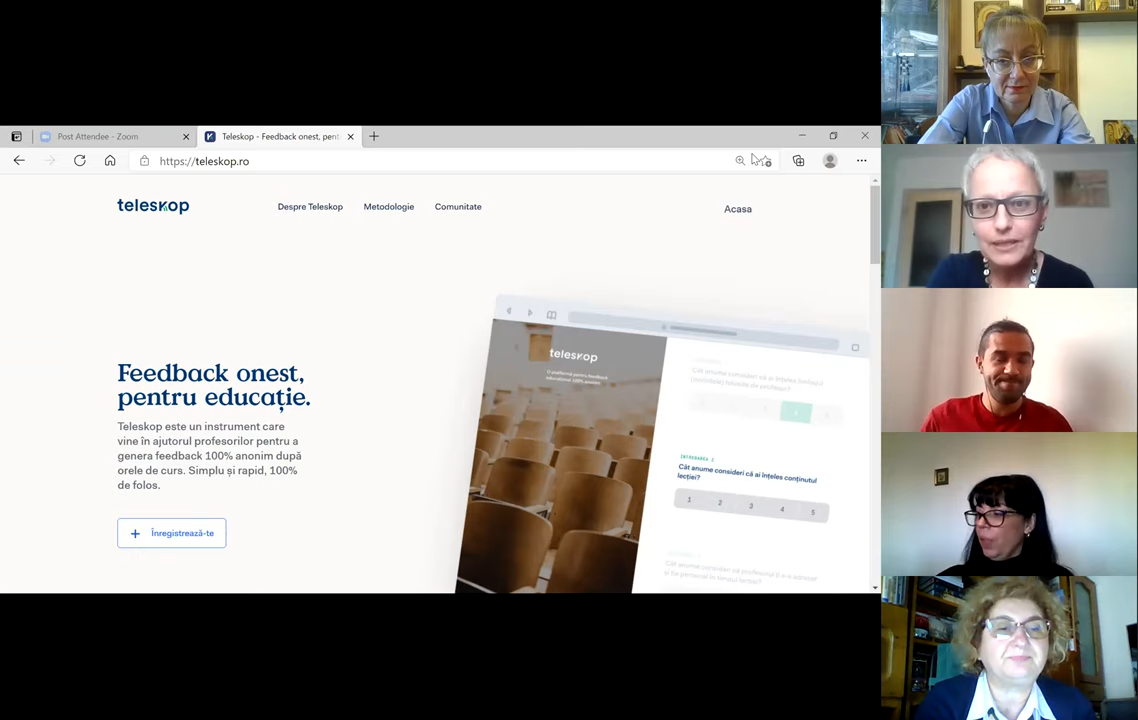 Post Attendee - Zoom
Teleskop - Feedback onest, pent
https://teleskop.ro
teleskop
Despre Teleskop
Metodologie
Comunitate
Acasa
Feedback onest,
pentru educație.
Teleskop este un instrument care
vine în ajutorul profesorilor pentru a
genera feedback 100% anonim după
orele de curs. Simplu și rapid, 100%
de folos.
+ Înregistrează-te
teleskop
Cât anume consideri că ai înțeles conținutul
lecției?
1 2 3 4 5